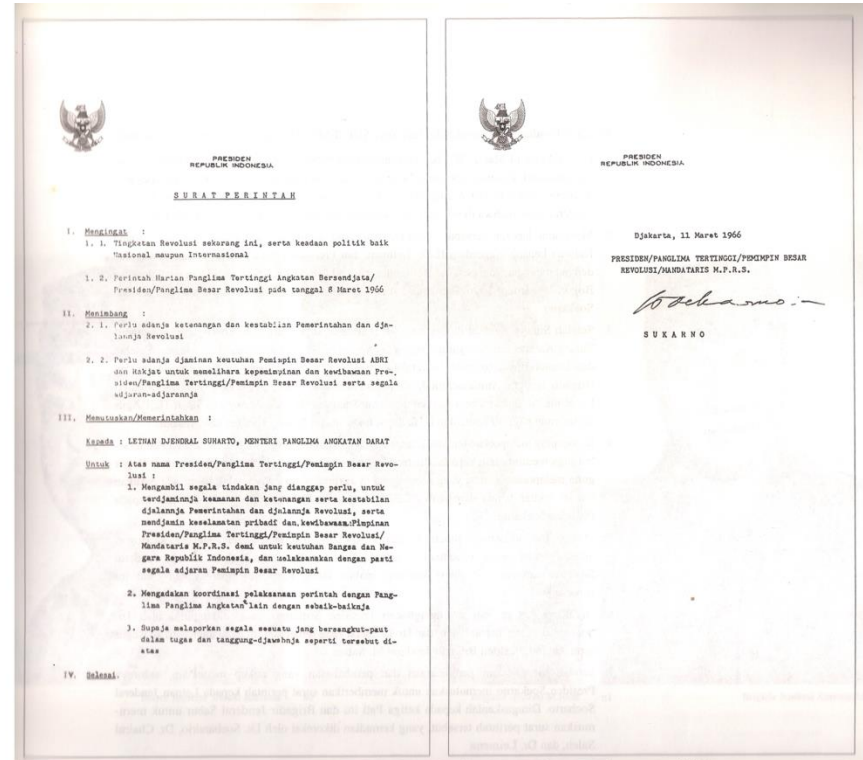 PRESIDEN
REPUBLIK INDONESIA
SURAT PERINTAH
I. Mengingat :
1. 1. Tingkatan Revolusi sekarang ini, serta keadaan politik baik
Nasional maupun Internasional
1. 2. Perintah Harian Panglima Tertinggi Angkatan Bersendjata/
Presiden/Panglima Besar Revolusi pada tanggal 8 Maret 1966
II. Menimbang :
2. 1. Perlu adanja ketenangan dan kestabilan Pemerintahan dan dja-
lannja Revolusi
2. 2. Perlu adanja djaminan keutuhan Pemimpin Besar Revolusi ABRI
dan Rakjat untuk memelihara kepemimpinan dan kewibawaan Pre-
siden/Panglima Tertinggi/Pemimpin Besar Revolusi serta segala
adjaran-adjarannja
III. Memutuskan/Memerintahkan :
Kepada : LETNAN DJENDRAL SUHARTO, MENTERI PANGLIMA ANGKATAN DARAT
Untuk : Atas nama Presiden/Panglima Tertinggi/Pemimpin Besar Revo-
lusi :
1. Mengambil segala tindakan jang dianggap perlu, untuk
terdjaminnja keamanan dan ketenangan serta kestabilan
djalannja Pemerintahan dan djalannja Revolusi, serta
mendjamin keselamatan pribadi dan kewibawaan Pimpinan
Presiden/Panglima Tertinggi/Pemimpin Besar Revolusi/
Mandataris M.P.R.S. demi untuk keutuhan Bangsa dan Ne-
gara Republik Indonesia, dan melaksanakan dengan pasti
segala adjaran Pemimpin Besar Revolusi
2. Mengadakan koordinasi pelaksanaan perintah dengan Pang-
lima Panglima Angkatan lain dengan sebaik-baiknja
3. Supaja melaporkan segala sesuatu jang bersangkut-paut
dalam tugas dan tanggung-djawabnja seperti tersebut di-
atas
IV. Selesai.
PRESIDEN
REPUBLIK INDONESIA
Djakarta, 11 Maret 1966
PRESIDEN/PANGLIMA TERTINGGI/PEMIMPIN BESAR
REVOLUSI/MANDATARIS M.P.R.S.
Soekarno
SUKARNO